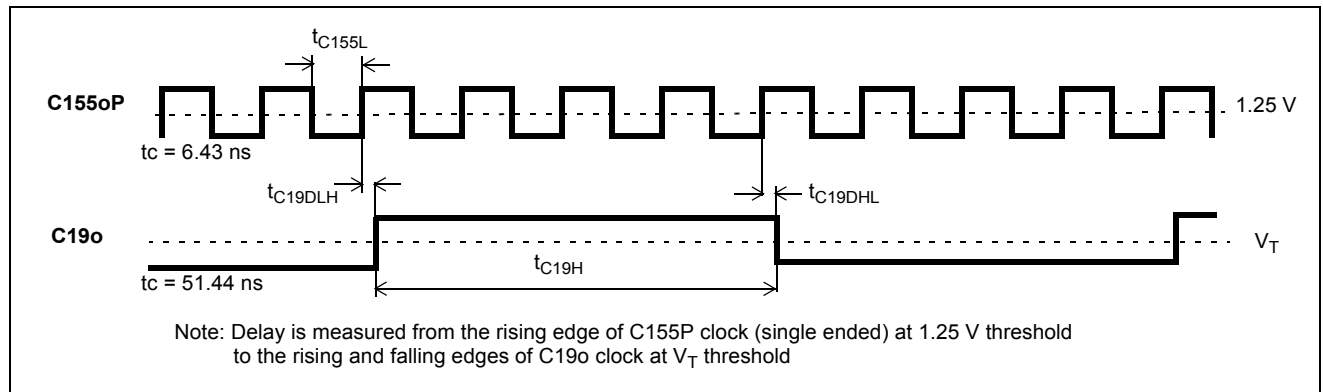 tC155L
C155oP
1.25 V
tc = 6.43 ns
tC19DLH
tC19DHL
C19o
VT
tC19H
tc = 51.44 ns
Note: Delay is measured from the rising edge of C155P clock (single ended) at 1.25 V threshold
to the rising and falling edges of C19o clock at VT threshold